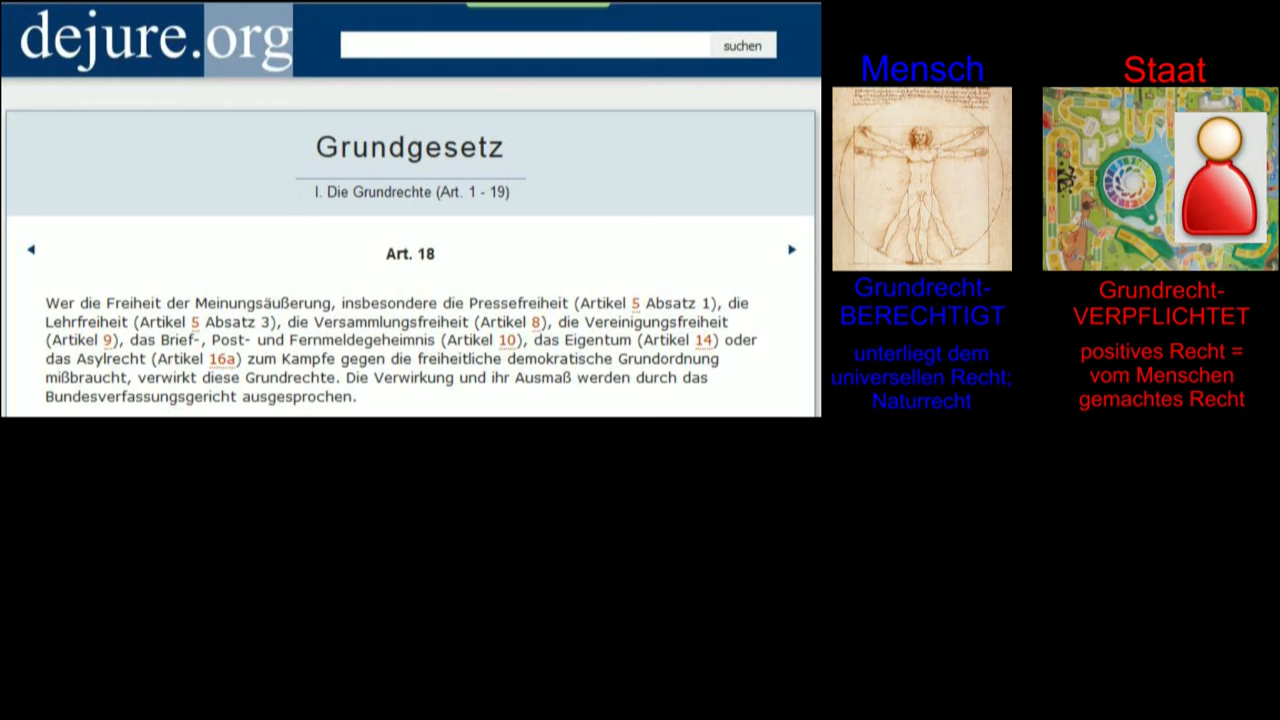 dejure.org
suchen
Grundgesetz
I. Die Grundrechte (Art. 1 - 19)
Art. 18
Wer die Freiheit der Meinungsäußerung, insbesondere die Pressefreiheit (Artikel 5 Absatz 1), die
Lehrfreiheit (Artikel 5 Absatz 3), die Versammlungsfreiheit (Artikel 8), die Vereinigungsfreiheit
(Artikel 9), das Brief-, Post- und Fernmeldegeheimnis (Artikel 10), das Eigentum (Artikel 14) oder
das Asylrecht (Artikel 16a) zum Kampfe gegen die freiheitliche demokratische Grundordnung
mißbraucht, verwirkt diese Grundrechte. Die Verwirkung und ihr Ausmaß werden durch das
Bundesverfassungsgericht ausgesprochen.
Mensch
Grundrecht-
BERECHTIGT
unterliegt dem
universellen Recht;
Naturrecht
Staat
Grundrecht-
VERPFLICHTET
positives Recht =
vom Menschen
gemachtes Recht